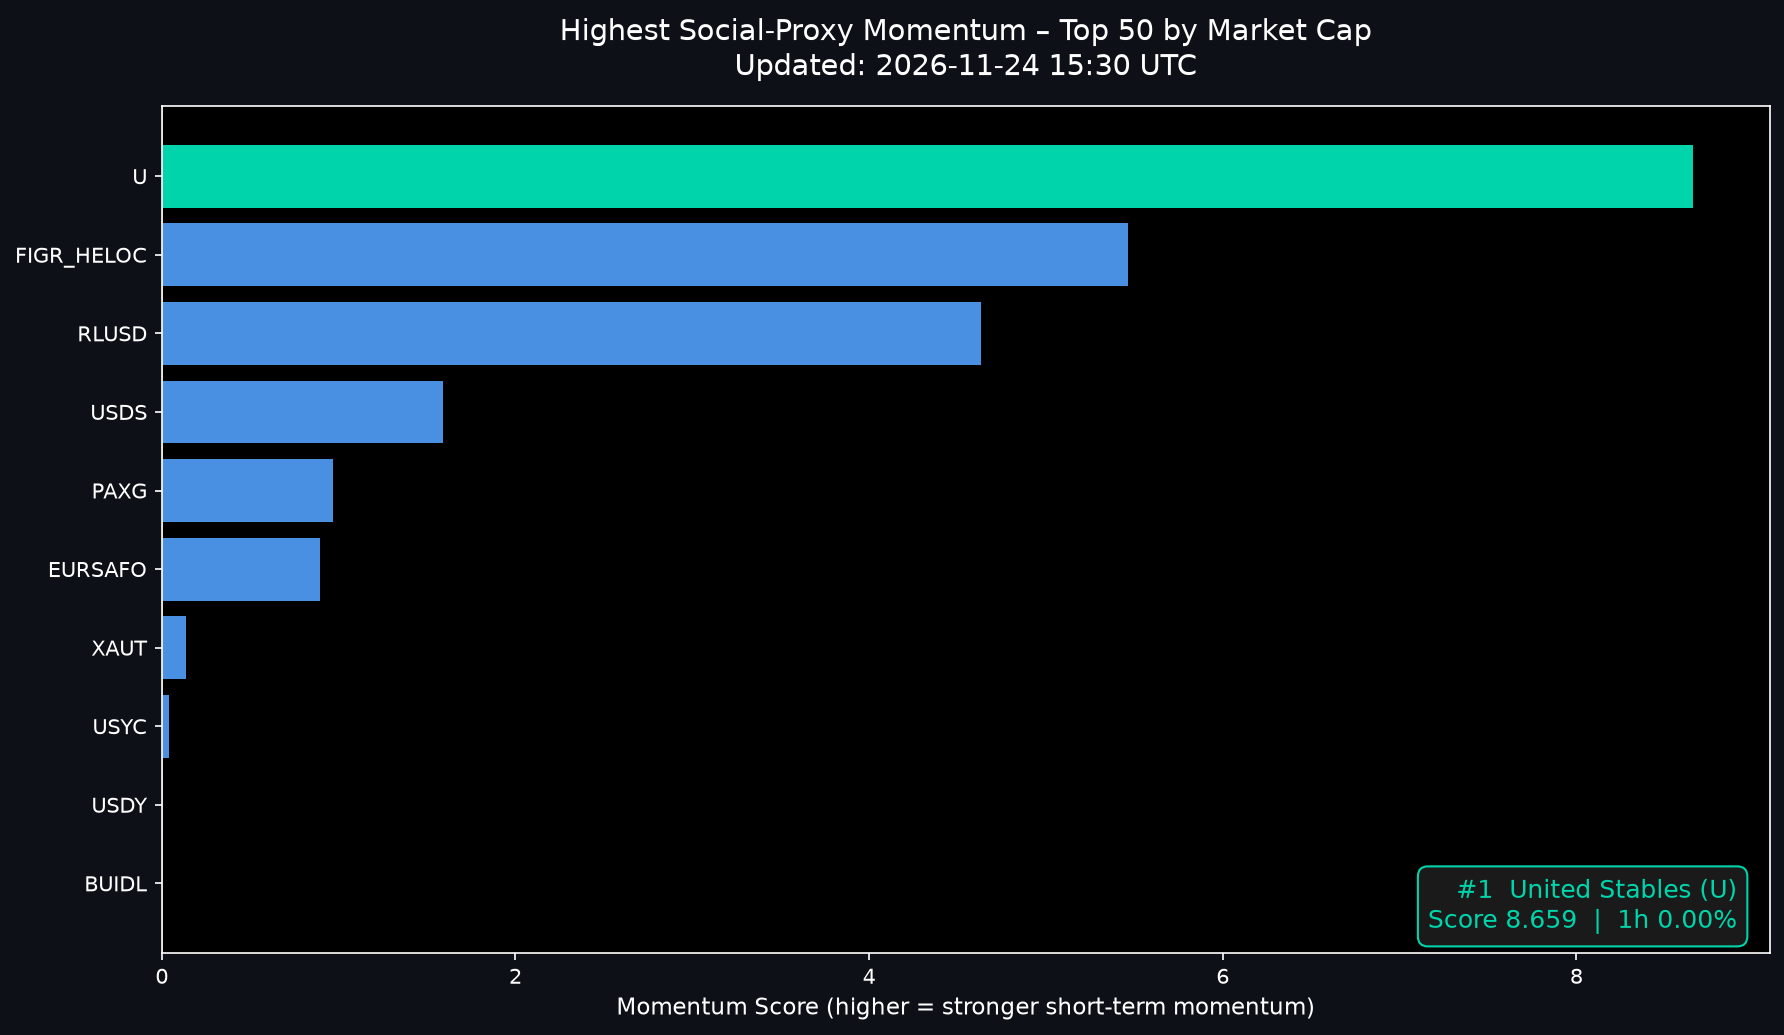 Highest Social-Proxy Momentum – Top 50 by Market Cap
Updated: 2026-11-24 15:30 UTC
U
FIGR_HELOC
RLUSD
USDS
PAXG
EURSAFO
XAUT
USYC
USDY
BUIDL
#1 United Stables (U)
Score 8.659 | 1h 0.00%
0 2 4 6 8
Momentum Score (higher = stronger short-term momentum)